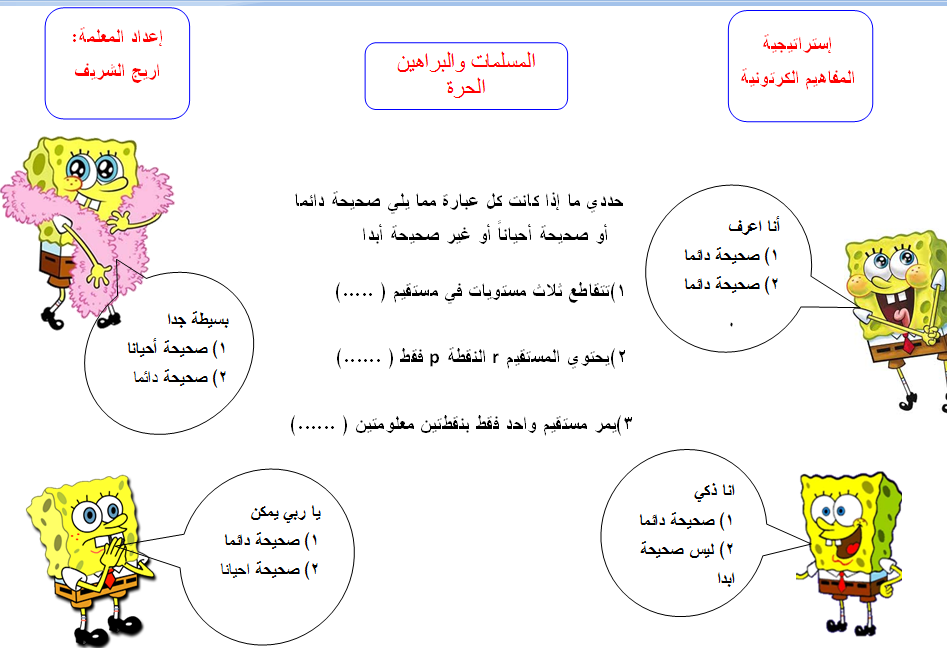 إستراتيجية
المفاهيم الكرتونية
المسلمات والبراهين
الحرة
إعداد المعلمة:
اريج الشريف
حددي ما إذا كانت كل عبارة مما يلي صحيحة دائما
أو صحيحة أحياناً أو غير صحيحة أبدا
١)تتقاطع ثلاث مستويات في مستقيم ( .....)
٢)يحتوي المستقيم r النقطة p فقط ( ......)
٣)يمر مستقيم واحد فقط بنقطتين معلومتين ( ......)
أنا اعرف
١) صحيحة دائما
٢) صحيحة دائما
.
بسيطة جدا
١) صحيحة أحيانا
٢) صحيحة دائما
انا ذكي
١) صحيحة دائما
٢) ليس صحيحة
ابدا
يا ربي يمكن
١) صحيحة دائما
٢) صحيحة احيانا